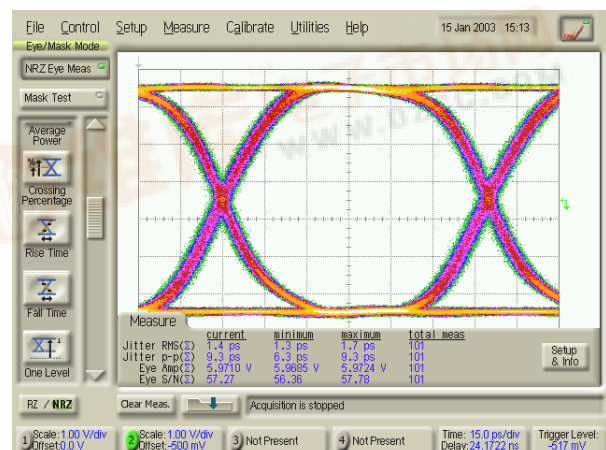 File Control Setup Measure Calibrate Utilities Help 15 Jan 2003 15:13
Eye/Mask Mode
NRZ Eye Meas
Mask Test
Average
Power
Crossing
Percentage
Rise Time
Fall Time
One Level
Measure
current minimum maximum total meas
Jitter RMS(Σ) 1.4 ps 1.3 ps 1.7 ps 101
Jitter p-p(Σ) 9.3 ps 6.3 ps 9.3 ps 101
Eye Amp(Σ) 5.9710 V 5.9685 V 5.9724 V 101
Eye S/N(Σ) 57.27 56.36 57.78 101
Setup
& Info
RZ / NRZ
Clear Meas.
Acquisition is stopped
1 Scale:1.00 V/div
Offset:0.0 V
2 Scale:1.00 V/div
Offset:-500 mV
3 Not Present
4 Not Present
Time: 15.0 ps/div
Delay:24.1722 ns
Trigger Level:
-517 mV